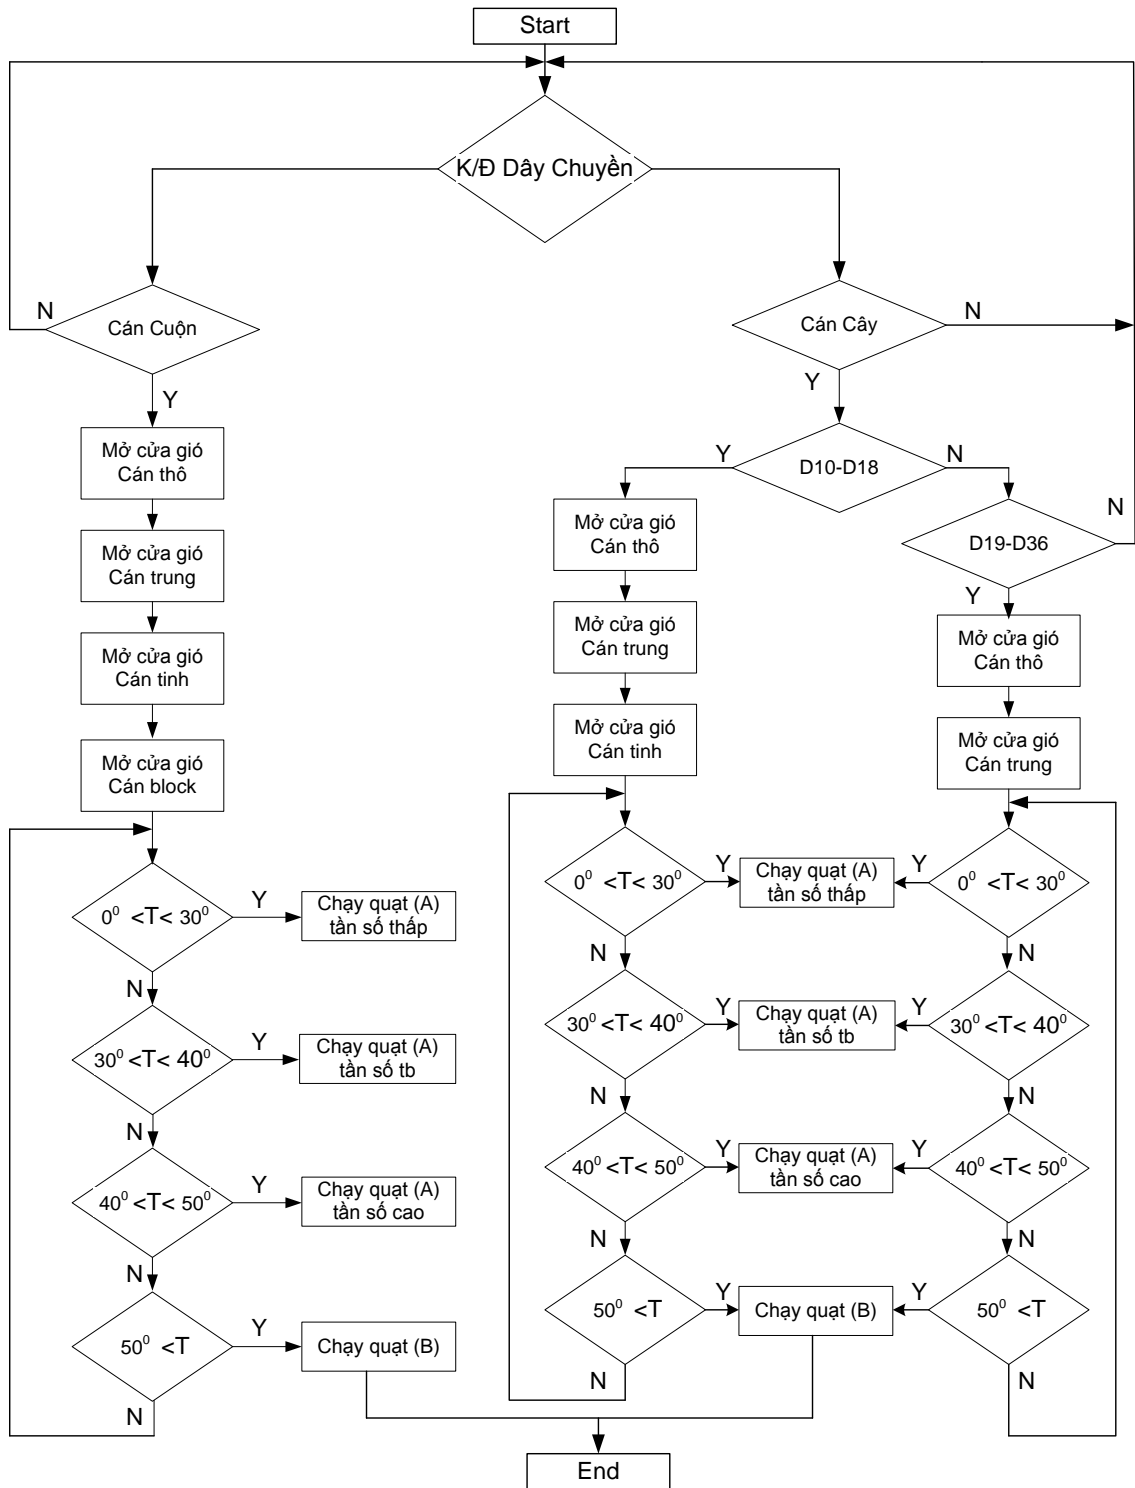 Start
K/Đ Dây Chuyền
N
Cán Cuộn
Y
Mở cửa gió
Cán thô
Mở cửa gió
Cán trung
Mở cửa gió
Cán tinh
Mở cửa gió
Cán block
0⁰ <T< 30⁰
Y
Chạy quạt (A)
tần số thấp
N
30⁰ <T< 40⁰
Y
Chạy quạt (A)
tần số tb
N
40⁰ <T< 50⁰
Y
Chạy quạt (A)
tần số cao
N
50⁰ <T
Y
Chạy quạt (B)
N
Cán Cây
N
Y
D10-D18
Y
N
Mở cửa gió
Cán thô
Mở cửa gió
Cán trung
Mở cửa gió
Cán tinh
D19-D36
N
Y
Mở cửa gió
Cán thô
Mở cửa gió
Cán trung
0⁰ <T< 30⁰
Y
Chạy quạt (A)
tần số thấp
Y
0⁰ <T< 30⁰
N
N
30⁰ <T< 40⁰
Y
Chạy quạt (A)
tần số tb
Y
30⁰ <T< 40⁰
N
N
40⁰ <T< 50⁰
Y
Chạy quạt (A)
tần số cao
Y
40⁰ <T< 50⁰
N
N
50⁰ <T
Y
Chạy quạt (B)
Y
50⁰ <T
N
N
End